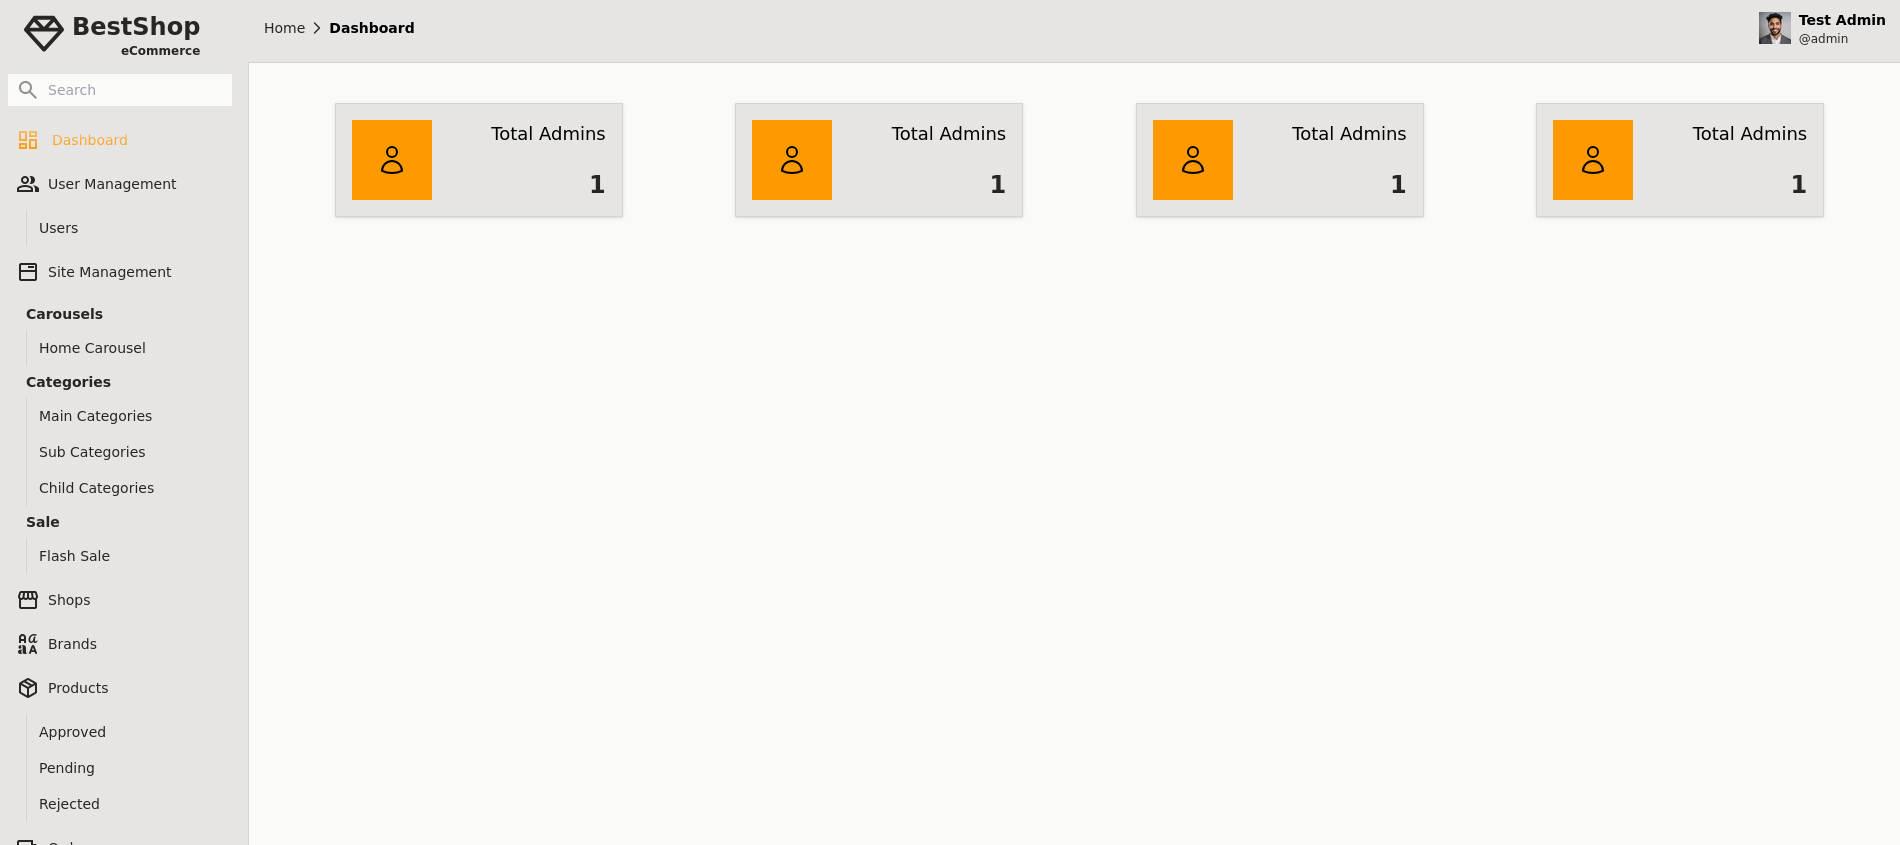 BestShop
eCommerce
Search
Dashboard
User Management
Users
Site Management
Carousels
Home Carousel
Categories
Main Categories
Sub Categories
Child Categories
Sale
Flash Sale
Shops
Brands
Products
Approved
Pending
Rejected
Home > Dashboard
Test Admin
@admin
Total Admins
1
Total Admins
1
Total Admins
1
Total Admins
1